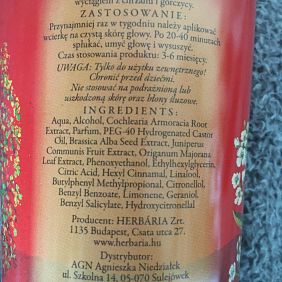 wyciągiem z chrzanu i gorczycy.
ZASTOSOWANIE:
Przynajmniej raz w tygodniu należy aplikować
wcierkę na czystą skórę głowy. Po 20-40 minutach
spłukać, umyć głowę i wysuszyć.
Czas stosowania produktu: 3-6 miesięcy.
UWAGA: Tylko do użytku zewnętrznego!
Chronić przed dziećmi.
Nie stosować na podrażnioną lub
uszkodzoną skórę oraz błony śluzowe.
INGREDIENTS:
Aqua, Alcohol, Cochlearia Armoracia Root
Extract, Parfum, PEG-40 Hydrogenated Castor
Oil, Brassica Alba Seed Extract, Juniperus
Communis Fruit Extract, Origanum Majorana
Leaf Extract, Phenoxyethanol, Ethylhexylglycerin,
Citric Acid, Hexyl Cinnamal, Linalool,
Butylphenyl Methylpropional, Citronellol,
Benzyl Benzoate, Limonene, Geraniol,
Benzyl Salicylate, Hydroxycitronellal
Producent: HERBÁRIA Zrt.
1135 Budapest, Csata utca 27.
www.herbaria.hu
Dystrybutor:
AGN Agnieszka Niedziałek
ul. Szkolna 14, 05-070 Sulejówek